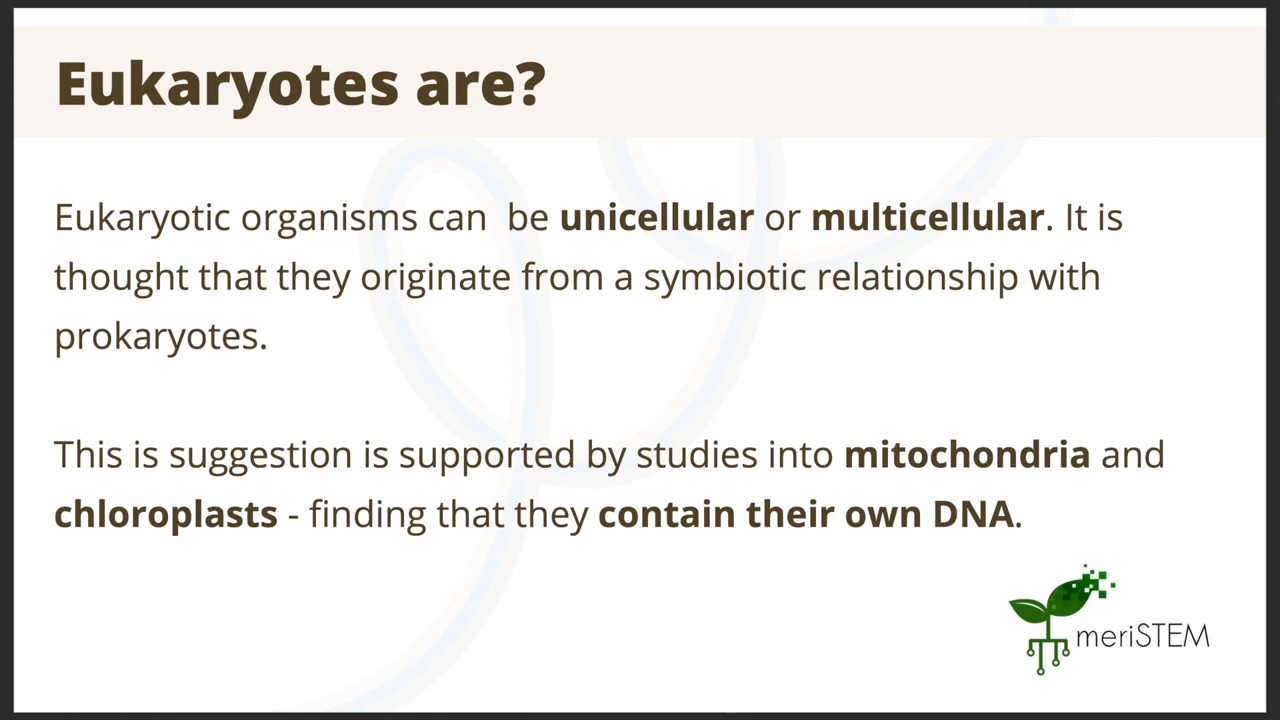 Eukaryotes are?
Eukaryotic organisms can  be unicellular or multicellular. It is
thought that they originate from a symbiotic relationship with
prokaryotes.
This is suggestion is supported by studies into mitochondria and
chloroplasts - finding that they contain their own DNA.
meriSTEM